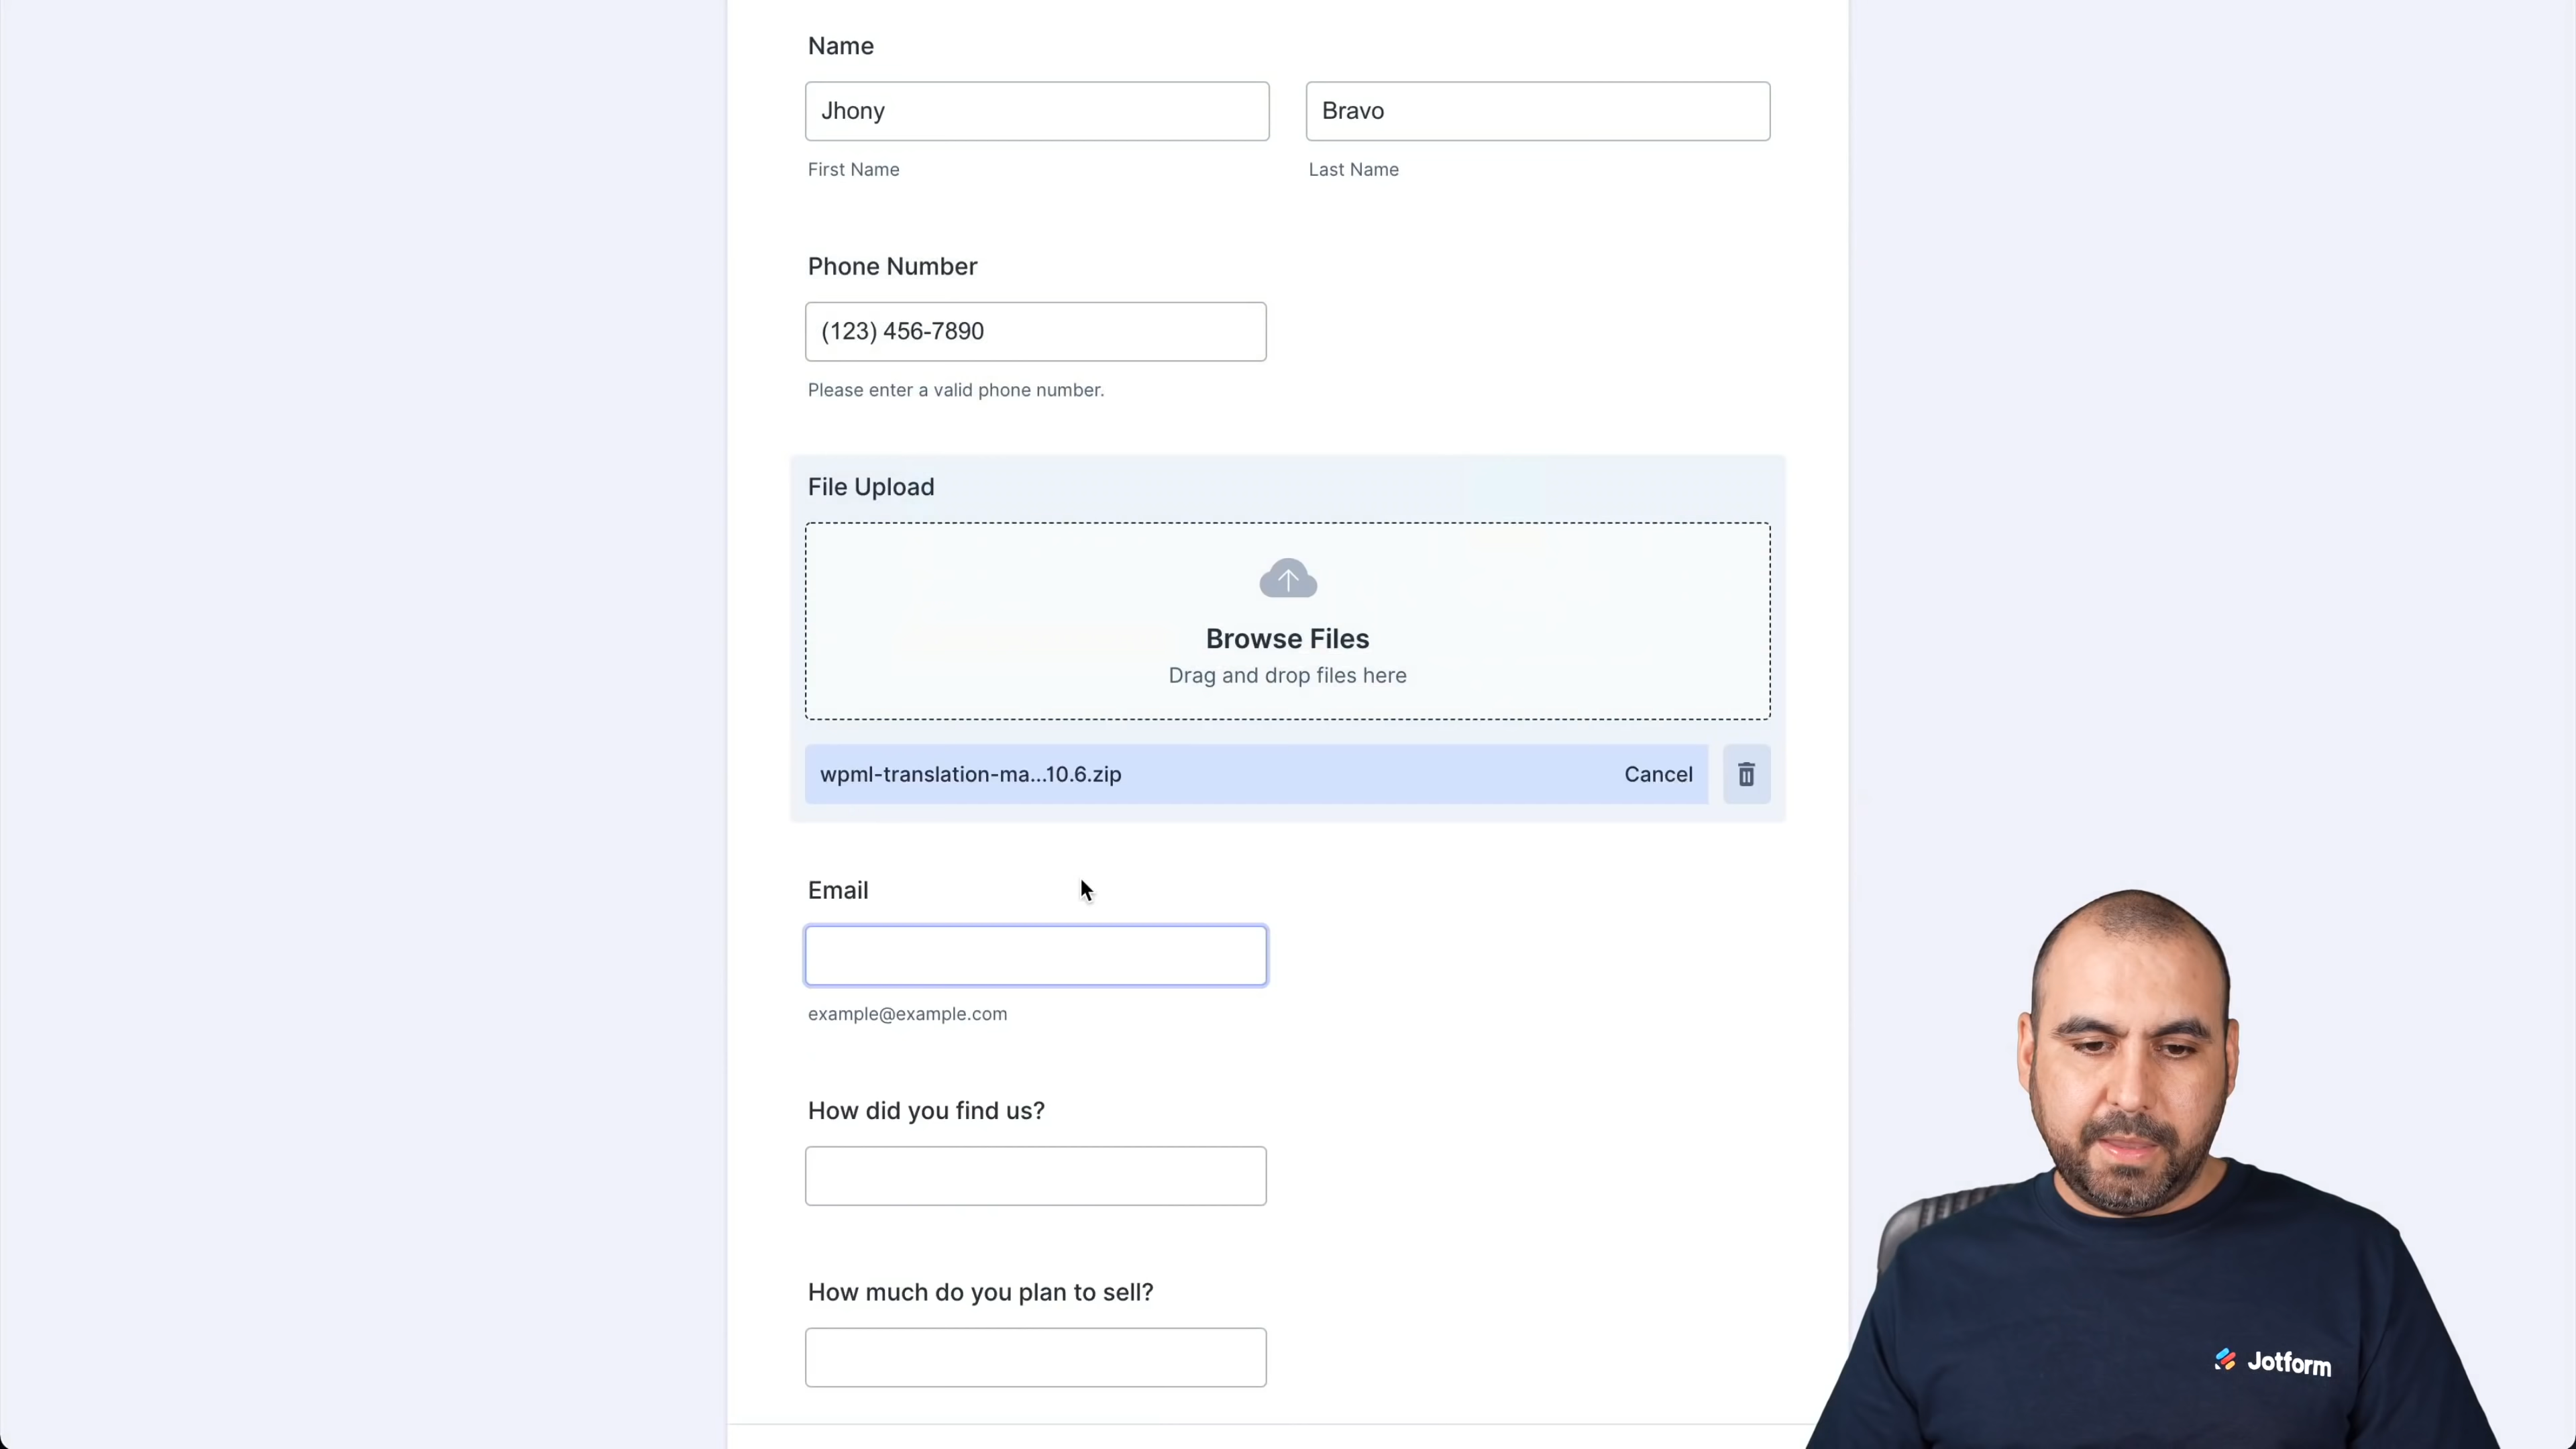 Name
Jhony Bravo
First Name Last Name
Phone Number
(123) 456-7890
Please enter a valid phone number.
File Upload
Browse Files
Drag and drop files here
wpml-translation-ma...10.6.zip Cancel
Email
example@example.com
How did you find us?
How much do you plan to sell?
Jotform